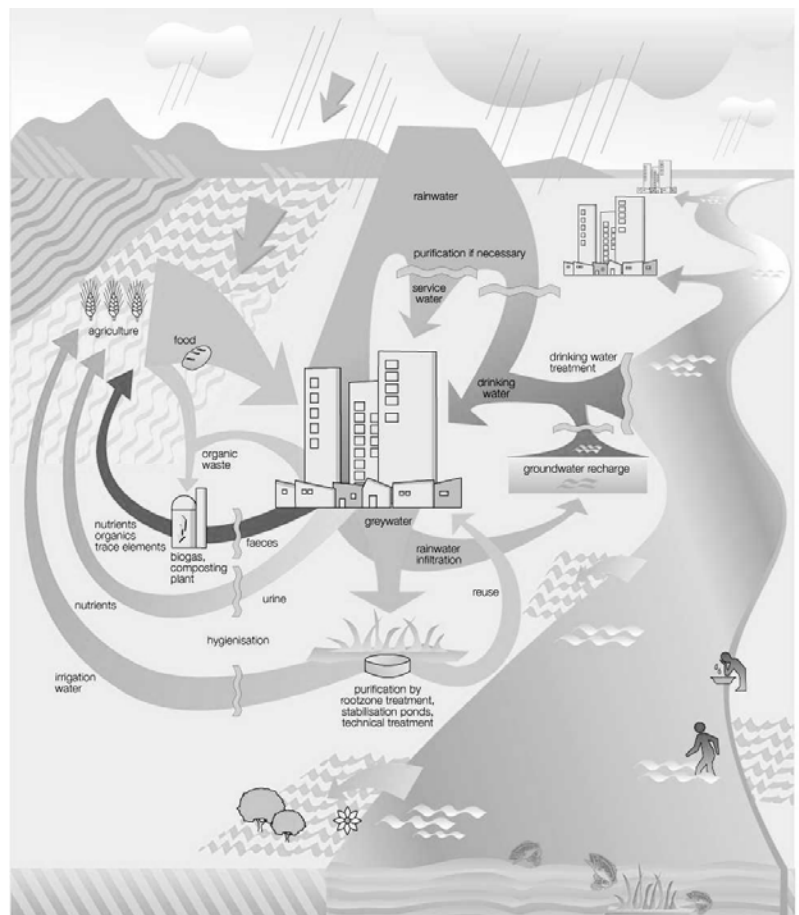 rainwater
purification if necessary
service
water
agriculture
food
drinking water
treatment
drinking
water
organic
waste
groundwater recharge
nutrients
organics
trace elements
biogas,
composting
plant
faeces
greywater
rainwater
infiltration
nutrients
urine
reuse
hygienisation
irrigation
water
purification by
rootzone treatment,
stabilisation ponds,
technical treatment